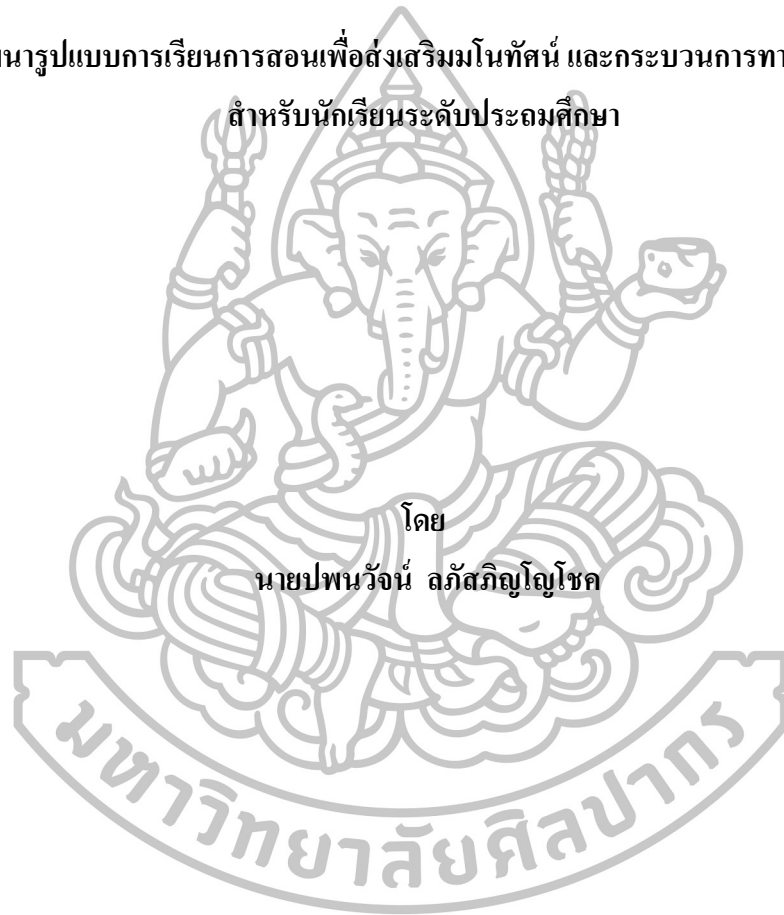 รูปแบบการเรียนการสอนเพื่อส่งเสริมมโนทัศน์ และกระบวนการ
สำหรับนักเรียนระดับประถมศึกษา
โดย
นายปพนวัจน์ ลภัสภิญโญโชค
มหาวิทยาลัยศิลปากร